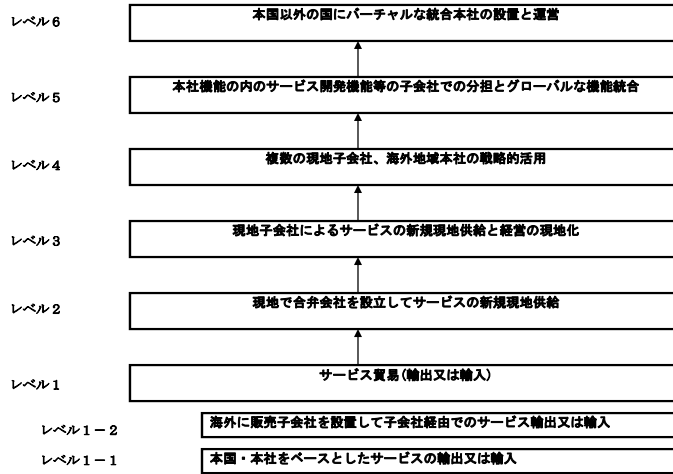 レベル6
本国以外の国にバーチャルな統合本社の設置と運営
レベル5
本社機能の内のサービス開発機能等の子会社での分担とグローバルな機能統合
レベル4
複数の現地子会社、海外地域本社の戦略的活用
レベル3
現地子会社によるサービスの新規現地供給と経営の現地化
レベル2
現地で合弁会社を設立してサービスの新規現地供給
レベル1
サービス貿易(輸出又は輸入)
レベル1-2
海外に販売子会社を設置して子会社経由でのサービス輸出又は輸入
レベル1-1
本国・本社をベースとしたサービスの輸出又は輸入